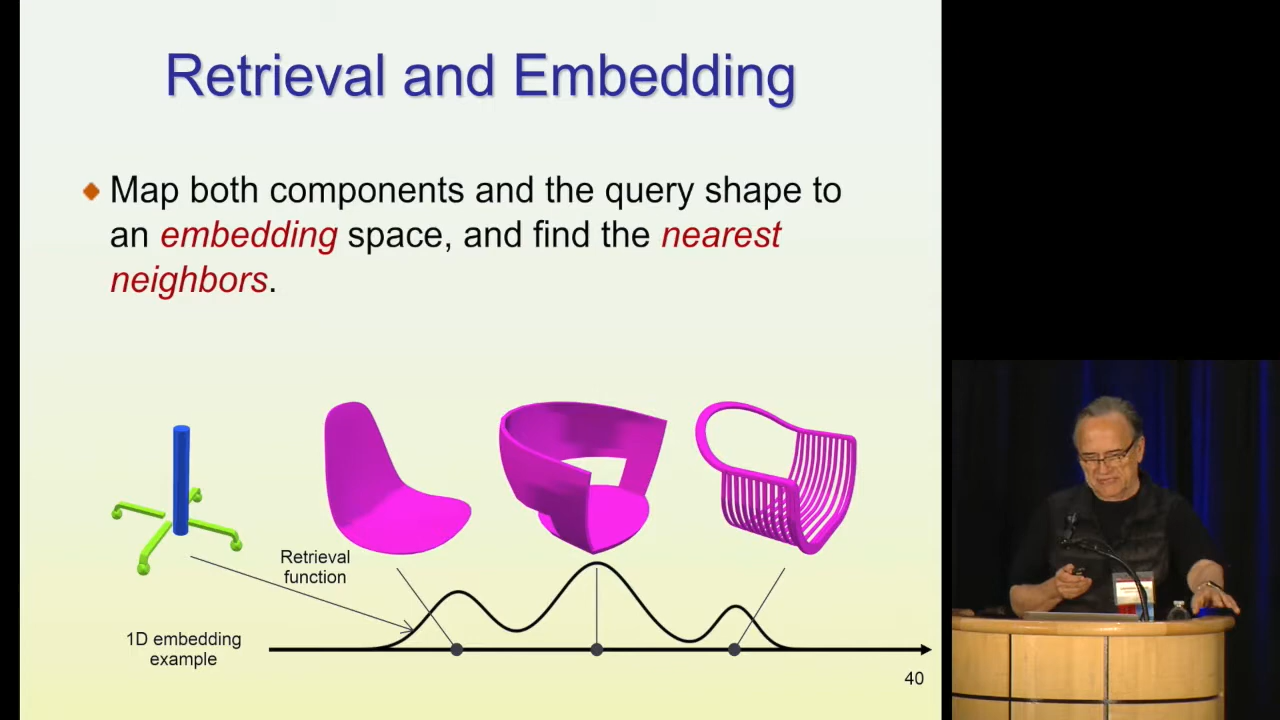 Retrieval and Embedding
Map both components and the query shape to
an embedding space, and find the nearest
neighbors.
Retrieval
function
1D embedding
example
40